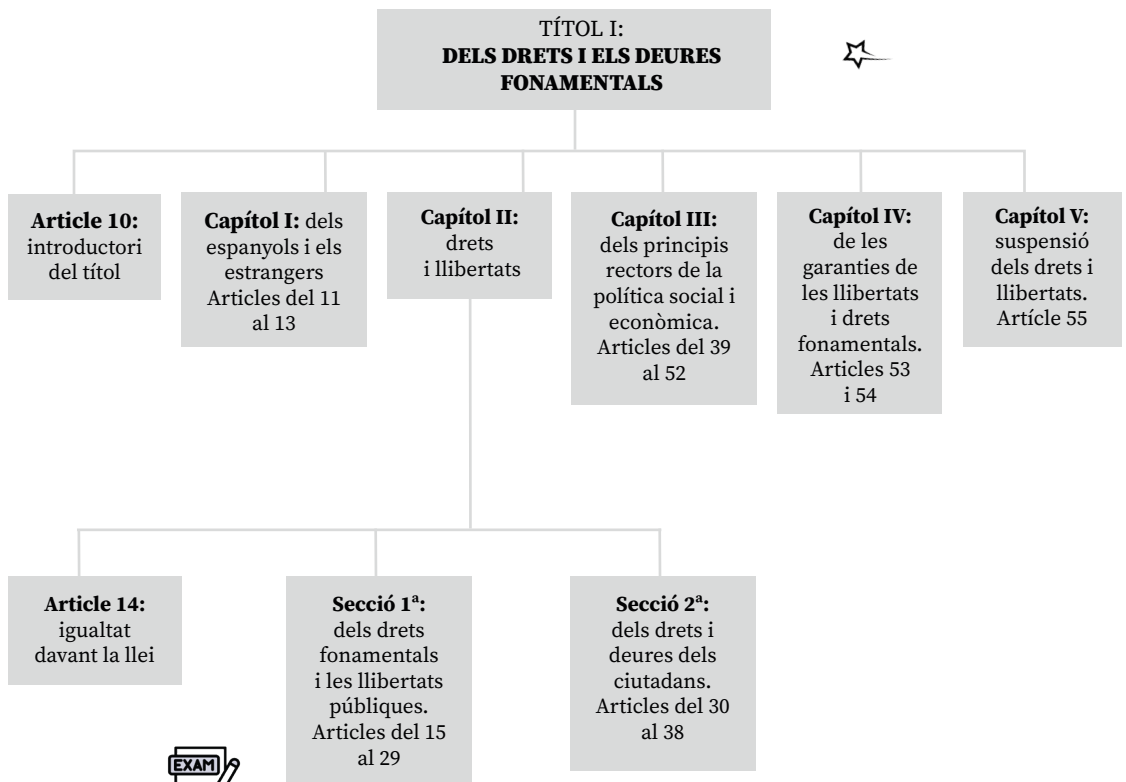 TÍTOL I:
DELS DRETS I ELS DEURES
FONAMENTALS
Article 10:
introductori
del títol
Capítol I: dels
espanyols i els
estrangers
Articles del 11
al 13
Capítol II:
drets
i llibertats
Capítol III:
dels principis
rectors de la
política social i
econòmica.
Articles del 39
al 52
Capítol IV:
de les
garanties de
les llibertats
i drets
fonamentals.
Articles 53
i 54
Capítol V:
suspensió
dels drets i
llibertats.
Artícle 55
Article 14:
igualtat
davant la llei
Secció 1ª:
dels drets
fonamentals
i les llibertats
públiques.
Articles del 15
al 29
Secció 2ª:
dels drets i
deures dels
ciutadans.
Articles del 30
al 38
EXAM